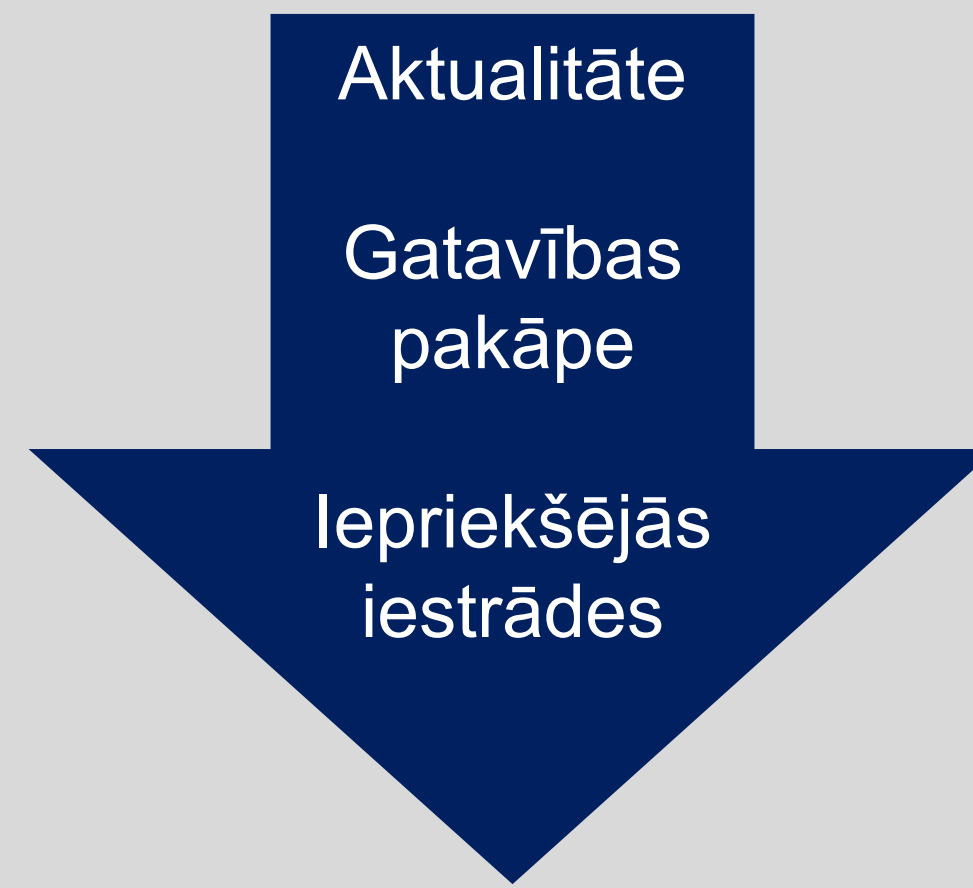 Aktualitāte
Gatavības
pakāpe
Iepriekšējās
iestrādes